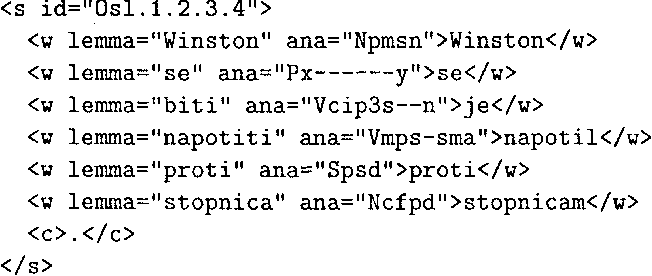 <s id="Osl.1.2.3.4">
<w lemma="Winston" ana="Npmsn">Winston</w>
<w lemma="se" ana="Px------y">se</w>
<w lemma="biti" ana="Vcip3s--n">je</w>
<w lemma="napotiti" ana="Vmps-sma">napotil</w>
<w lemma="proti" ana="Spsd">proti</w>
<w lemma="stopnica" ana="Ncfpd">stopnicam</w>
<c>.</c>
</s>